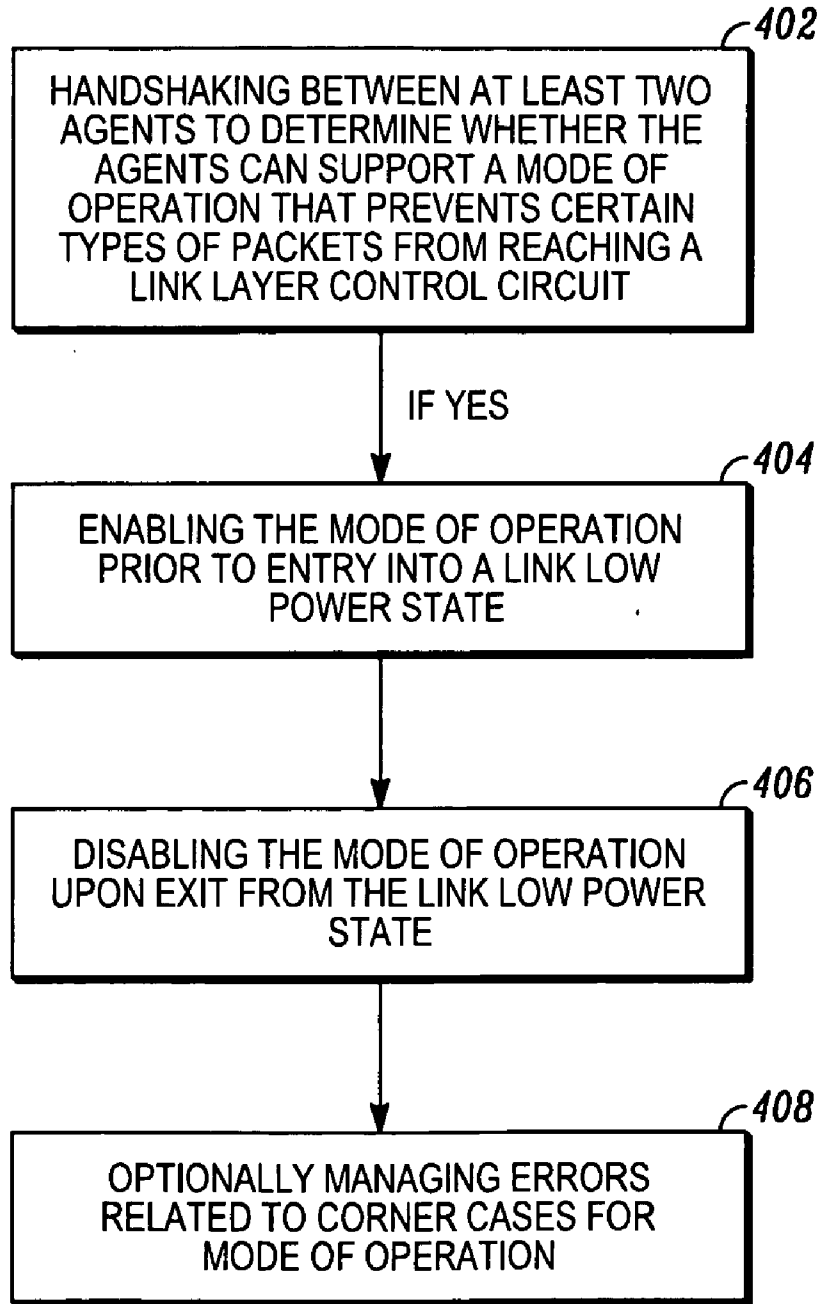 402
HANDSHAKING BETWEEN AT LEAST TWO
AGENTS TO DETERMINE WHETHER THE
AGENTS CAN SUPPORT A MODE OF
OPERATION THAT PREVENTS CERTAIN
TYPES OF PACKETS FROM REACHING A
LINK LAYER CONTROL CIRCUIT
IF YES
404
ENABLING THE MODE OF OPERATION
PRIOR TO ENTRY INTO A LINK LOW
POWER STATE
406
DISABLING THE MODE OF OPERATION
UPON EXIT FROM THE LINK LOW POWER
STATE
408
OPTIONALLY MANAGING ERRORS
RELATED TO CORNER CASES FOR
MODE OF OPERATION